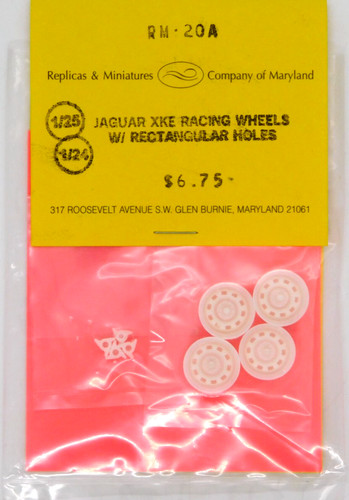 RM-20A
Replicas & Miniatures Company of Maryland
1/25 JAGUAR XKE RACING WHEELS
1/24 W/ RECTANGULAR HOLES
$6.75-
317 ROOSEVELT AVENUE S.W. GLEN BURNIE, MARYLAND 21061